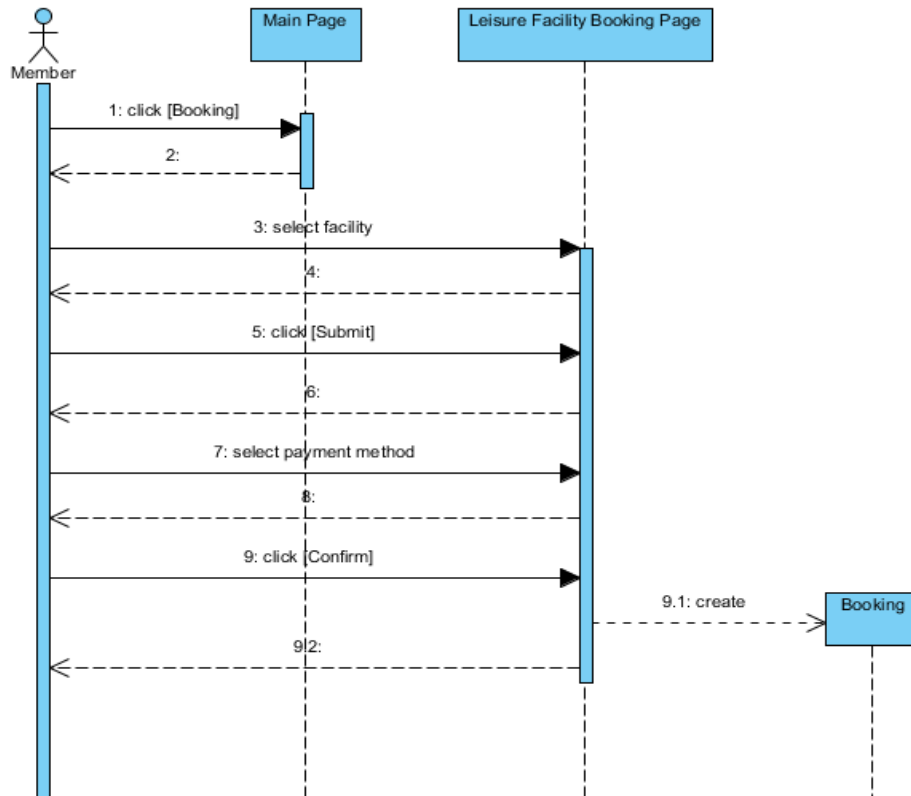 Main Page
Leisure Facility Booking Page
Member
1: click [Booking]
2:
3: select facility
4:
5: click [Submit]
6:
7: select payment method
8:
9: click [Confirm]
9.1: create
Booking
9.2: